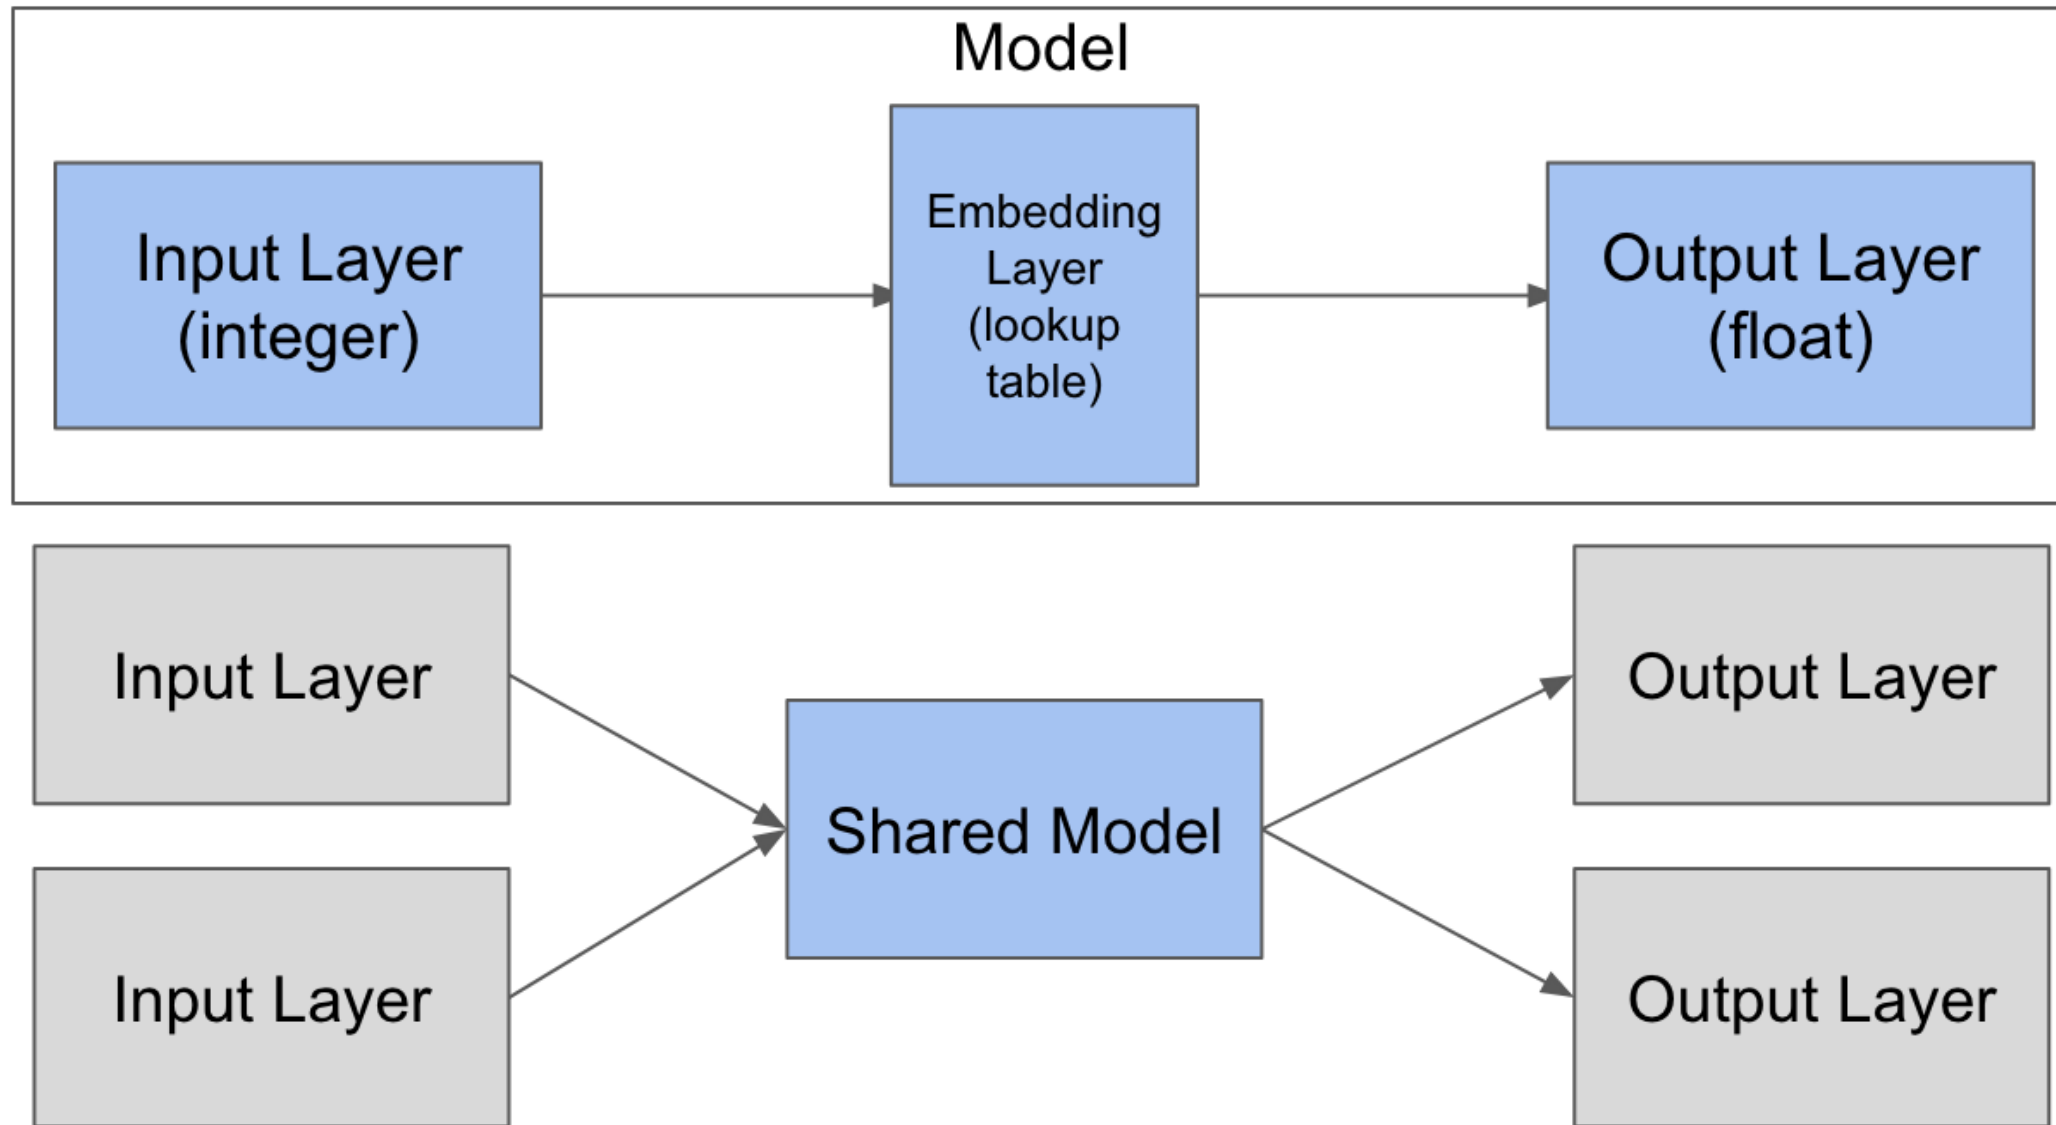 Model
Input Layer
(integer)
Embedding
Layer
(lookup
table)
Output Layer
(float)
Input Layer
Output Layer
Shared Model
Input Layer
Output Layer